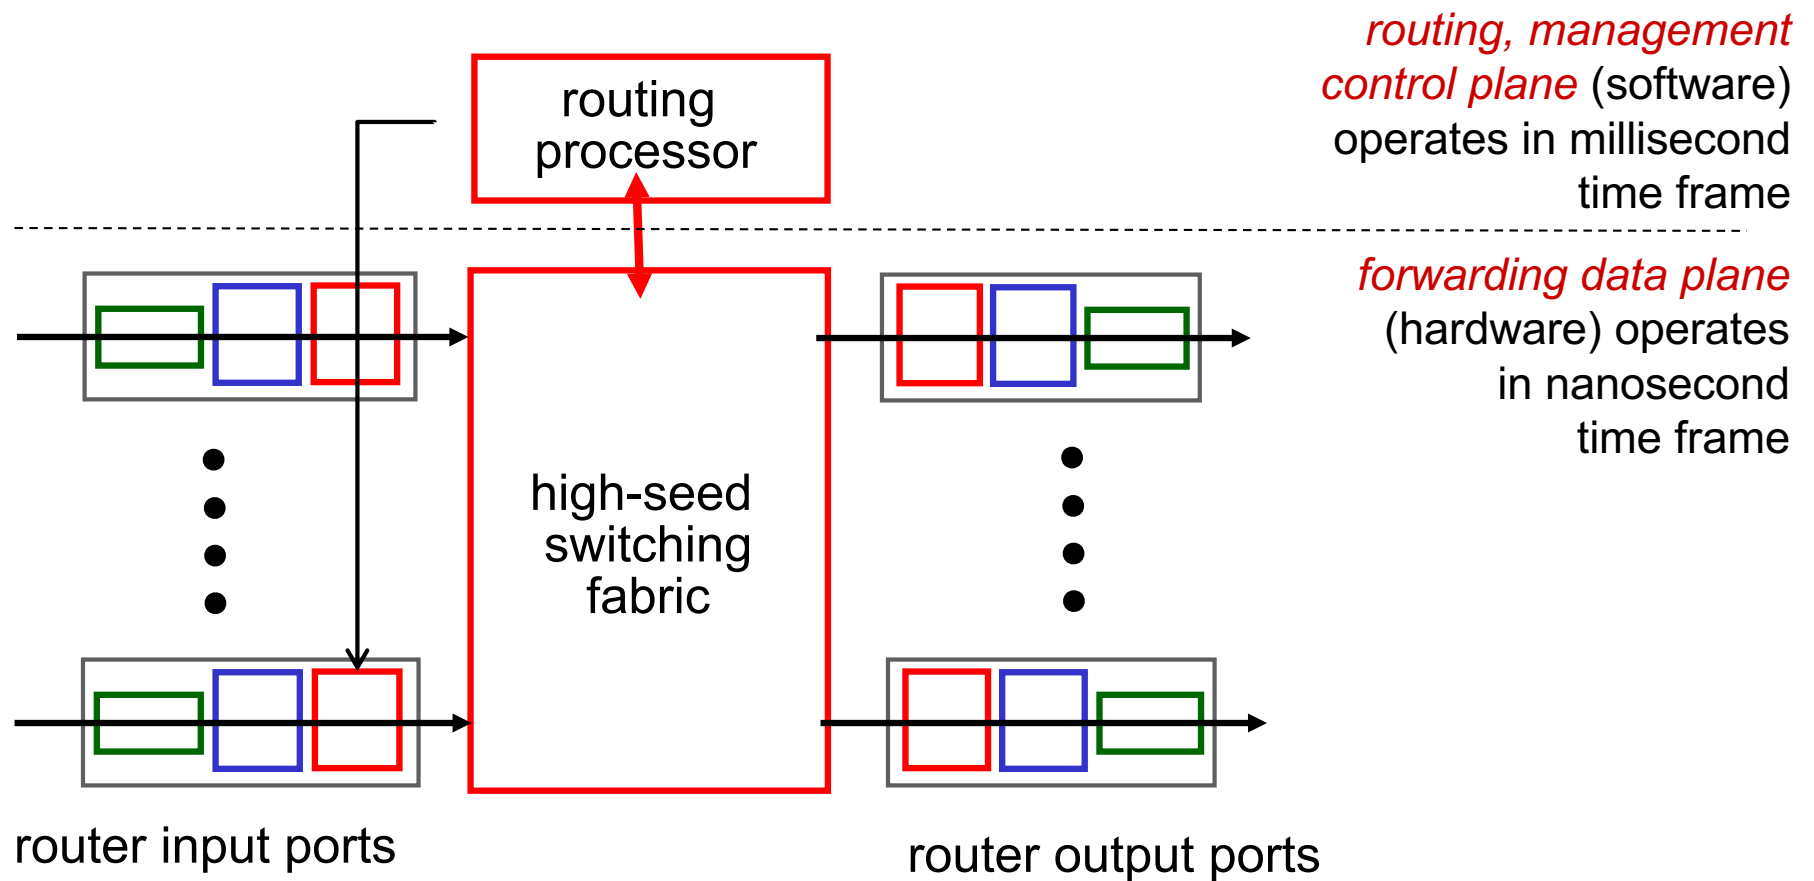 routing, management
control plane (software)
operates in millisecond
time frame
routing
processor
forwarding data plane
(hardware) operates
in nanosecond
time frame
high-seed
switching
fabric
router input ports
router output ports